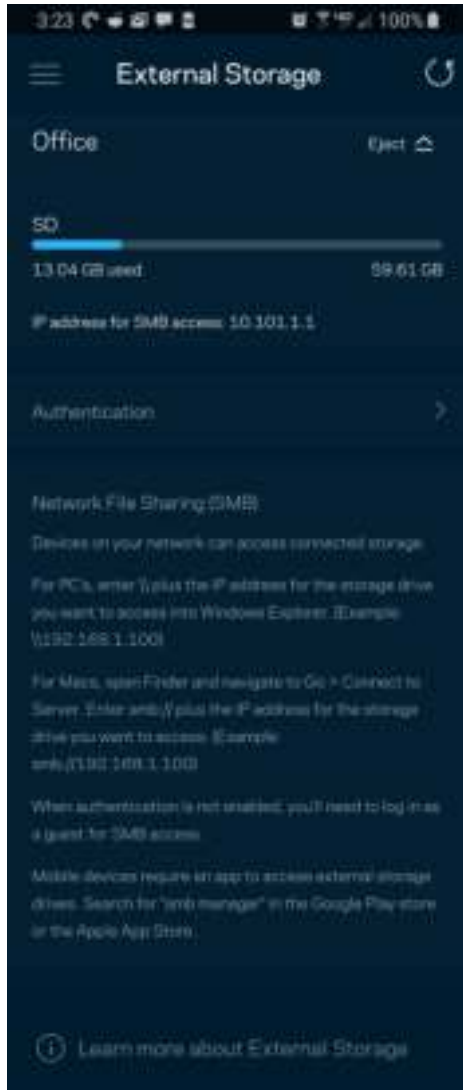 3:23 100%
External Storage
Office Eject
SD
13.04 GB used 59.61 GB
IP address for SMB access: 10.101.1.1
Authentication
Network File Sharing (SMB)
Devices on your network can access connected storage.
For PC's, enter \\ plus the IP address for the storage drive
you want to access into Windows Explorer. (Example:
\\192.168.1.100)
For Macs, open Finder and navigate to Go > Connect to
Server. Enter smb:// plus the IP address for the storage
drive you want to access. (Example:
smb://192.168.1.100)
When authentication is not enabled, you'll need to log in as
a guest for SMB access.
Mobile devices require an app to access external storage
drives. Search for "smb manager" in the Google Play store
or the Apple App Store.
Learn more about External Storage